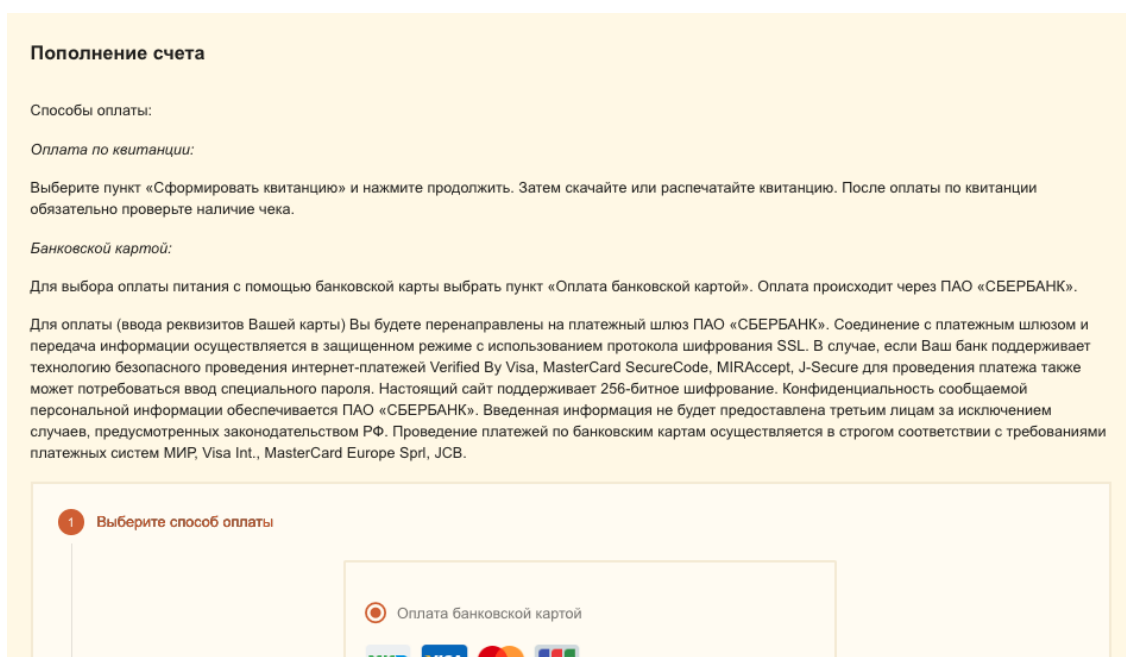 Пополнение счета
Способы оплаты:
Оплата по квитанции:
Выберите пункт «Сформировать квитанцию» и нажмите продолжить. Затем скачайте или распечатайте квитанцию. После оплаты по квитанции
обязательно проверьте наличие чека.
Банковской картой:
Для выбора оплаты питания с помощью банковской карты выбрать пункт «Оплата банковской картой». Оплата происходит через ПАО «СБЕРБАНК».
Для оплаты (ввода реквизитов Вашей карты) Вы будете перенаправлены на платежный шлюз ПАО «СБЕРБАНК». Соединение с платежным шлюзом и
передача информации осуществляется в защищенном режиме с использованием протокола шифрования SSL. В случае, если Ваш банк поддерживает
технологию безопасного проведения интернет-платежей Verified By Visa, MasterCard SecureCode, MIRAccept, J-Secure для проведения платежа также
может потребоваться ввод специального пароля. Настоящий сайт поддерживает 256-битное шифрование. Конфиденциальность сообщаемой
персональной информации обеспечивается ПАО «СБЕРБАНК». Введенная информация не будет предоставлена третьим лицам за исключением
случаев, предусмотренных законодательством РФ. Проведение платежей по банковским картам осуществляется в строгом соответствии с требованиями
платежных систем МИР, Visa Int., MasterCard Europe Sprl, JCB.
1 Выберите способ оплаты
Оплата банковской картой